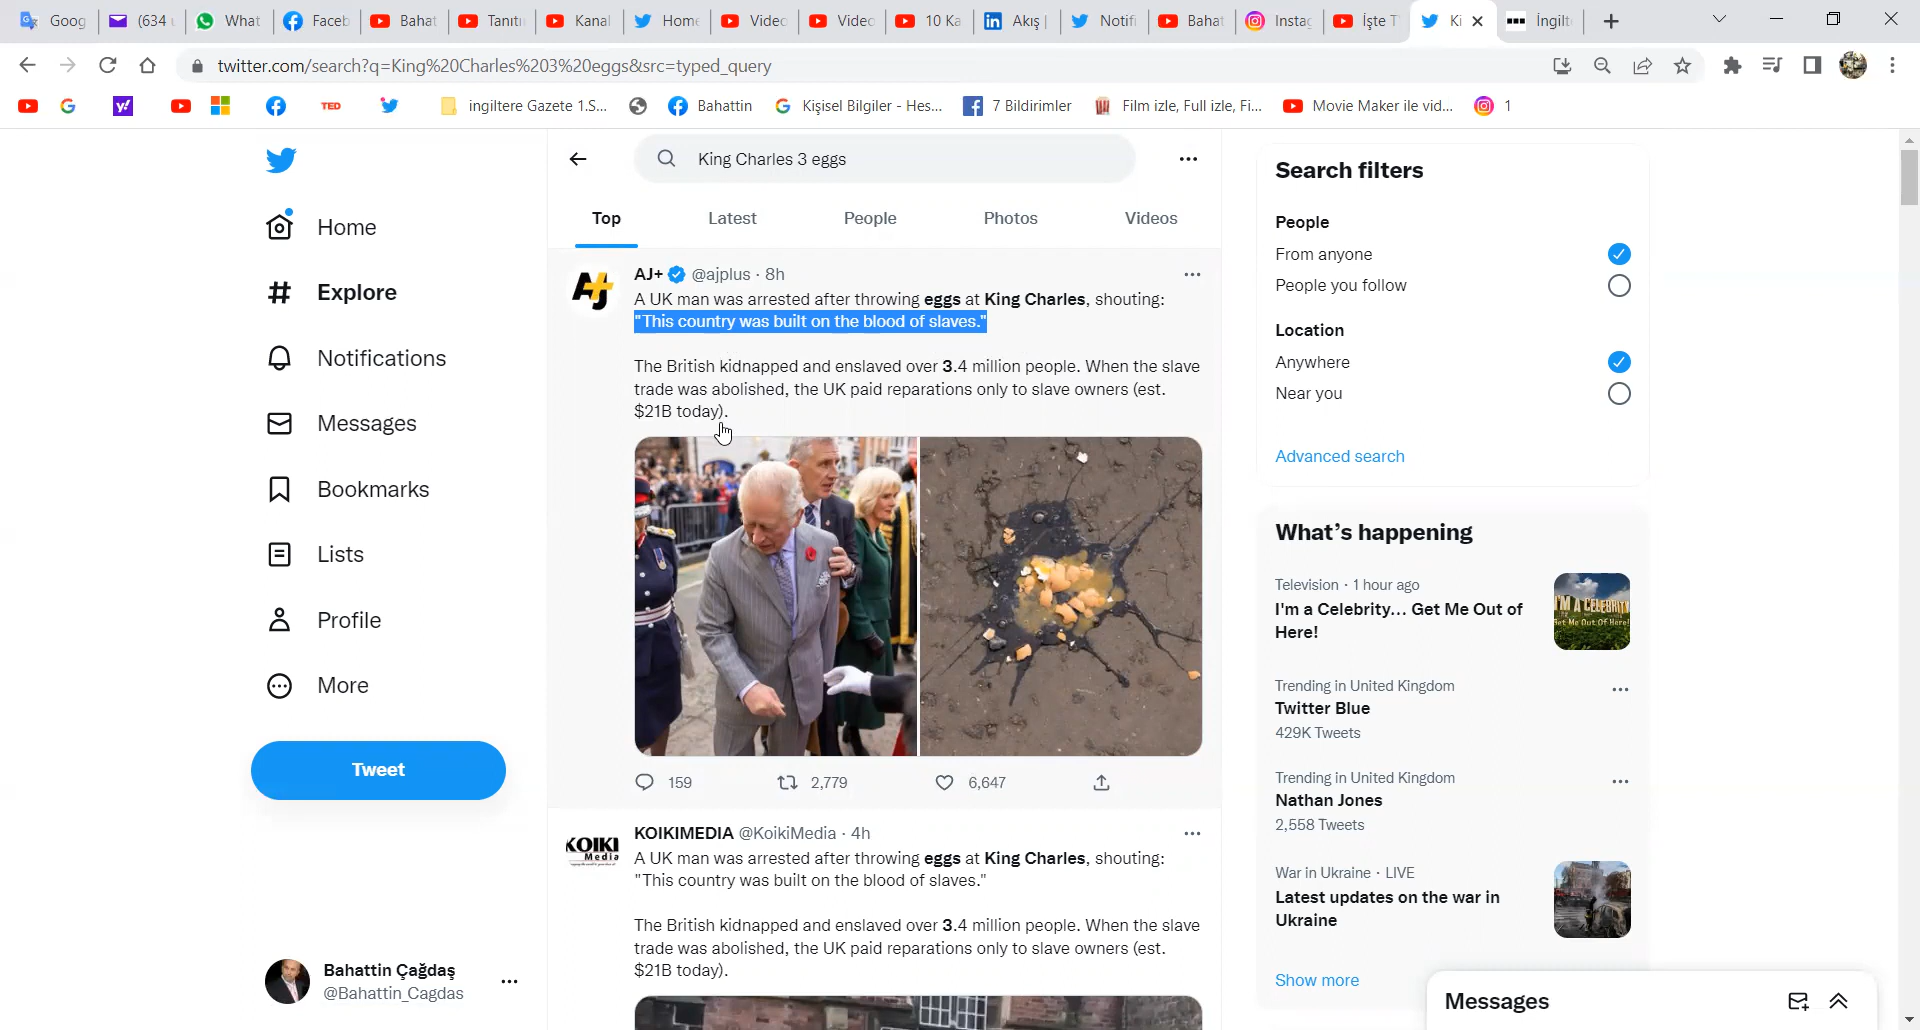 Goog
(634
What
Faceb
Bahat
Tanıtı
Kanal
Home
Video
Video
10 Ka
Akış |
Notifi
Bahat
Instag
İşte T
Ki
İngilt
twitter.com/search?q=King%20Charles%203%20eggs&src=typed_query
TED
ingiltere Gazete 1.S...
Bahattin
Kişisel Bilgiler - Hes...
7 Bildirimler
Film izle, Full izle, Fi...
Movie Maker ile vid...
1
Home
Explore
Notifications
Messages
Bookmarks
Lists
Profile
More
Tweet
Bahattin Çağdaş
@Bahattin_Cagdas
King Charles 3 eggs
Top
Latest
People
Photos
Videos
AJ+ @ajplus · 8h
A UK man was arrested after throwing eggs at King Charles, shouting:
"This country was built on the blood of slaves."
The British kidnapped and enslaved over 3.4 million people. When the slave
trade was abolished, the UK paid reparations only to slave owners (est.
$21B today).
159
2,779
6,647
KOIKI
Media
KOIKIMEDIA @KoikiMedia · 4h
A UK man was arrested after throwing eggs at King Charles, shouting:
"This country was built on the blood of slaves."
The British kidnapped and enslaved over 3.4 million people. When the slave
trade was abolished, the UK paid reparations only to slave owners (est.
$21B today).
Search filters
People
From anyone
People you follow
Location
Anywhere
Near you
Advanced search
What's happening
Television · 1 hour ago
I'm a Celebrity... Get Me Out of
Here!
I'M A CELEBRITY
Get Me Out Of Here!
Trending in United Kingdom
Twitter Blue
429K Tweets
Trending in United Kingdom
Nathan Jones
2,558 Tweets
War in Ukraine · LIVE
Latest updates on the war in
Ukraine
Show more
Messages